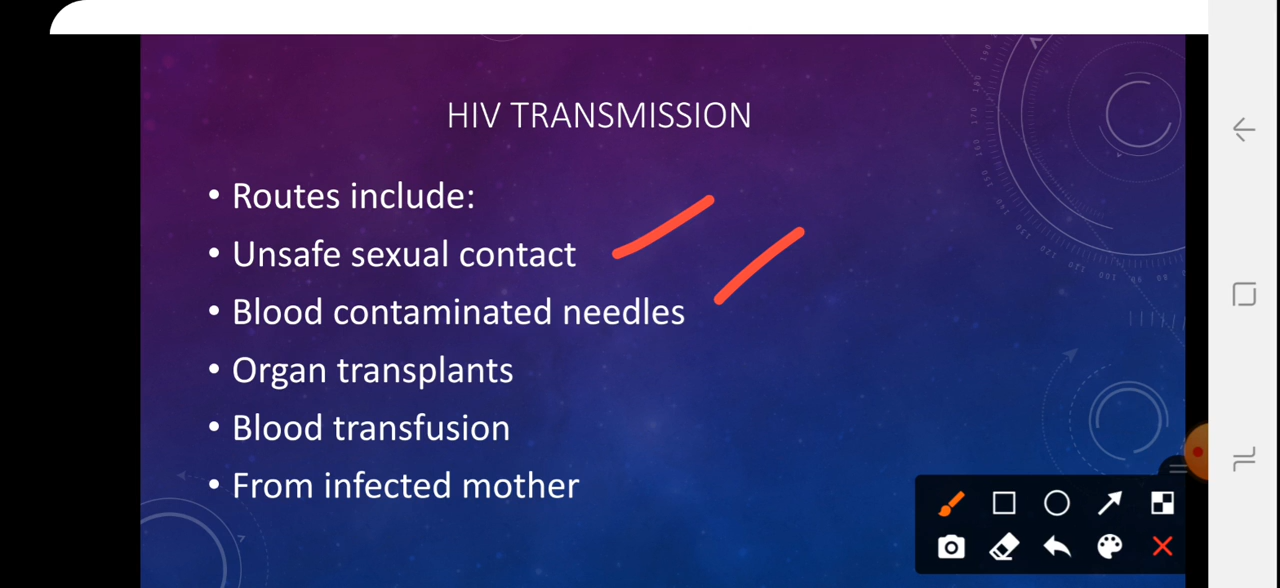 HIV TRANSMISSION
• Routes include:
• Unsafe sexual contact
• Blood contaminated needles
• Organ transplants
• Blood transfusion
• From infected mother